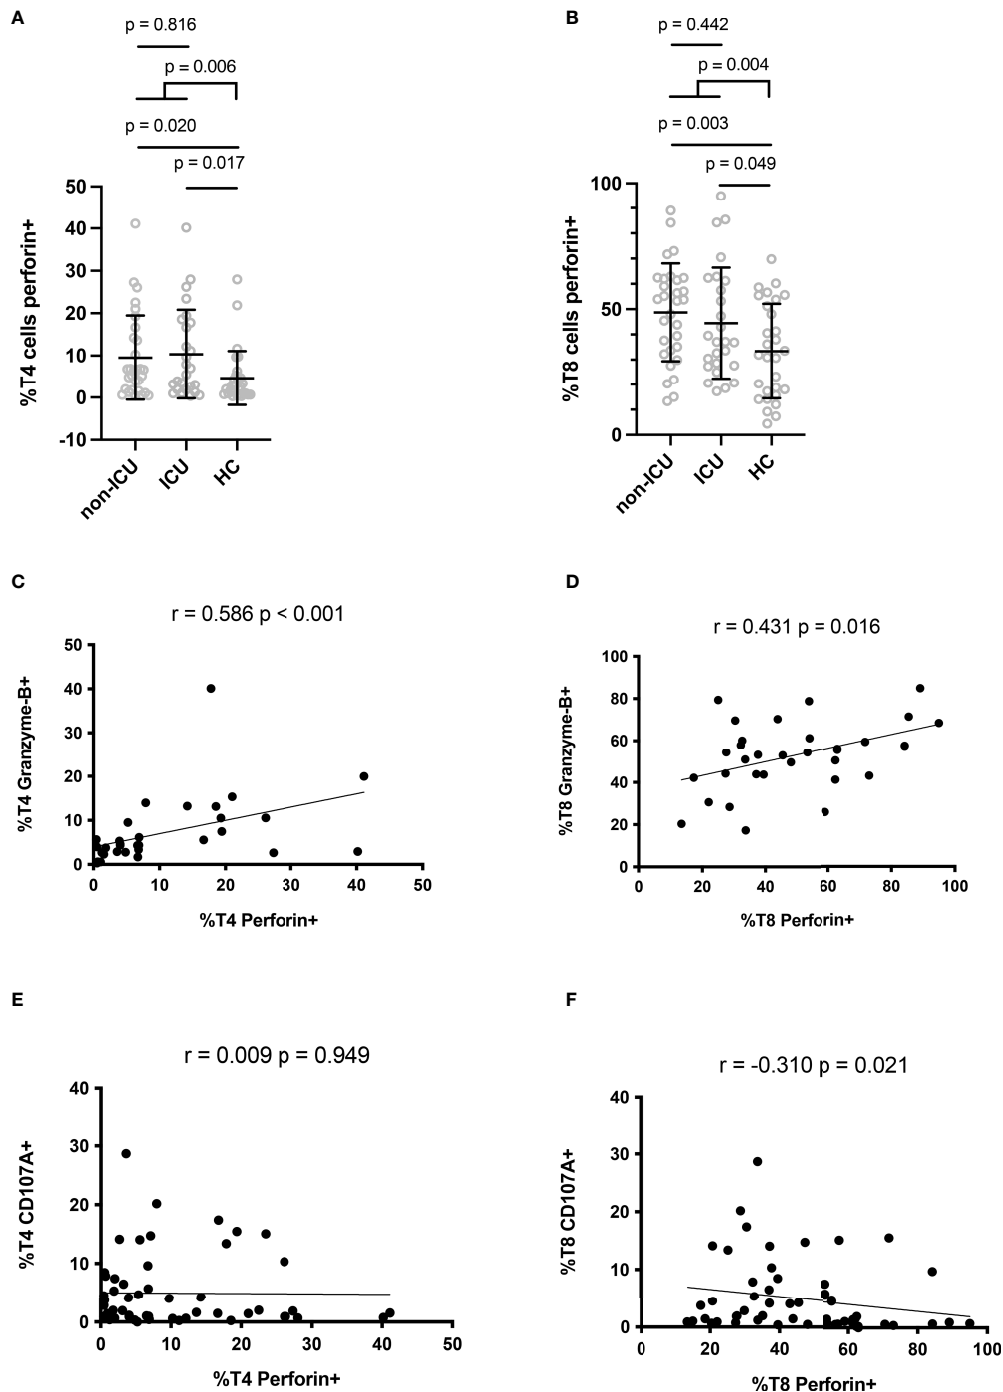 A
p = 0.816
p = 0.006
p = 0.020
p = 0.017
%T4 cells perforin+
50
40
30
20
10
0
-10
non-ICU
ICU
HC
B
p = 0.442
p = 0.004
p = 0.003
p = 0.049
%T8 cells perforin+
100
50
0
non-ICU
ICU
HC
C
r = 0.586 p < 0.001
%T4 Granzyme-B+
50
40
30
20
10
0
0 10 20 30 40 50
%T4 Perforin+
D
r = 0.431 p = 0.016
%T8 Granzyme-B+
100
80
60
40
20
0
0 20 40 60 80 100
%T8 Perforin+
E
r = 0.009 p = 0.949
%T4 CD107A+
40
30
20
10
0
0 10 20 30 40 50
%T4 Perforin+
F
r = -0.310 p = 0.021
%T8 CD107A+
40
30
20
10
0
0 20 40 60 80 100
%T8 Perforin+